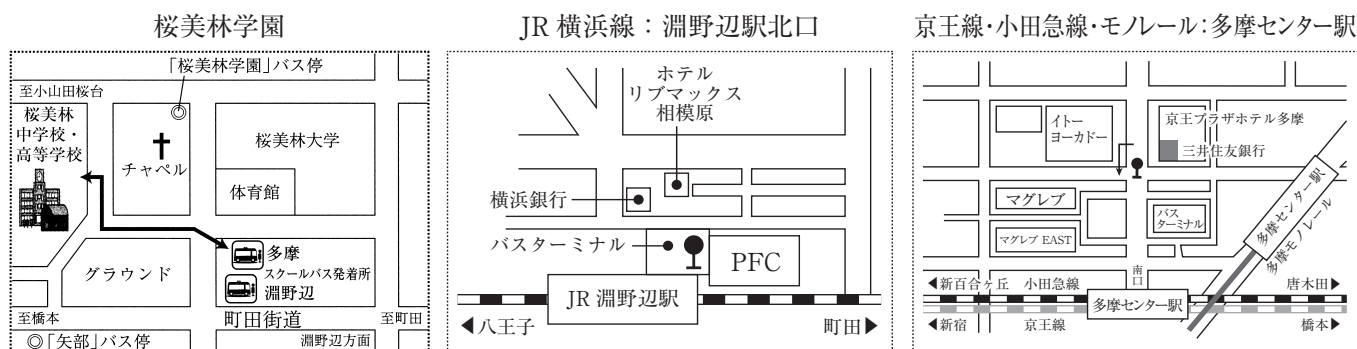 桜美林学園
「桜美林学園」バス停
至小山田桜台
桜美林
中学校・
高等学校
チャペル
桜美林大学
体育館
グラウンド
多摩
スクールバス発着所
淵野辺
至橋本
町田街道
至町田
◎「矢部」バス停
淵野辺方面
JR 横浜線：淵野辺駅北口
ホテル
リブマックス
相模原
横浜銀行
バスターミナル
PFC
JR 淵野辺駅
◀八王子
町田▶
京王線・小田急線・モノレール：多摩センター駅
イトー
ヨーカドー
京王プラザホテル多摩
三井住友銀行
マグレブ
バス
ターミナル
マグレブ EAST
多摩センター駅
多摩モノレール
南口
◀新百合ヶ丘
小田急線
唐木田▶
多摩センター駅
◀新宿
京王線
橋本▶